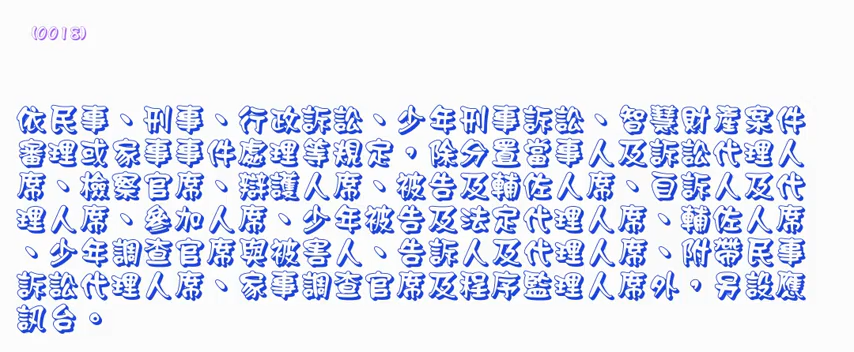 (0018)
依民事、刑事、行政訴訟、少年刑事訴訟、智慧財產案件
審理或家事事件處理等規定，除分置當事人及訴訟代理人
席、檢察官席、辯護人席、被告及輔佐人席、自訴人及代
理人席、參加人席、少年被告及法定代理人席、輔佐人席
、少年調查官席與被害人、告訴人及代理人席、附帶民事
訴訟代理人席、家事調查官席及程序監理人席外，另設應
訊台。